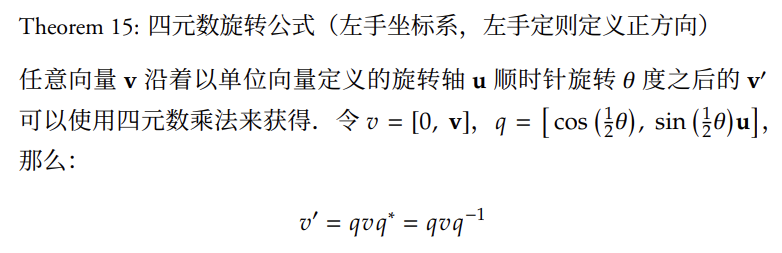 Theorem 15: 四元数旋转公式（左手坐标系，左手定则定义正方向）
任意向量 v 沿着以单位向量定义的旋转轴 u 顺时针旋转 θ 度之后的 v′
可以使用四元数乘法来获得．令 v = [0, v]，q = [cos(½θ), sin(½θ)u]，
那么：
v′ = qvq* = qvq⁻¹